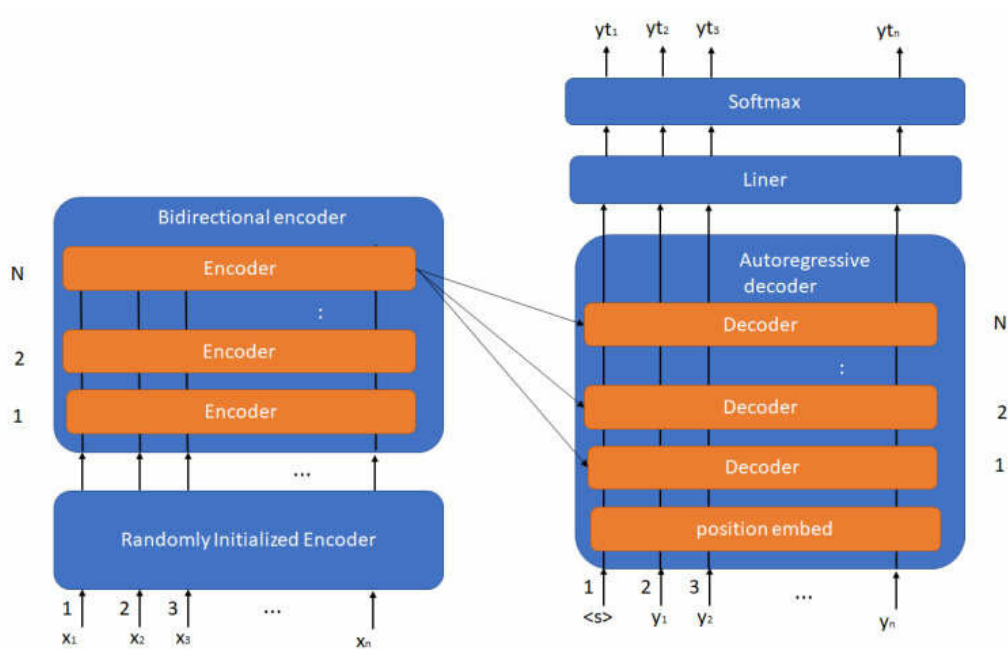 yt₁ yt₂ yt₃ ytₙ
Softmax
Liner
Bidirectional encoder
N
Encoder
:
2
Encoder
1
Encoder
...
Randomly Initialized Encoder
1 2 3 ...
x₁ x₂ x₃ xₙ
Autoregressive
decoder
Decoder
N
:
Decoder
2
Decoder
1
position embed
1 2 3 ...
<s> y₁ y₂ yₙ